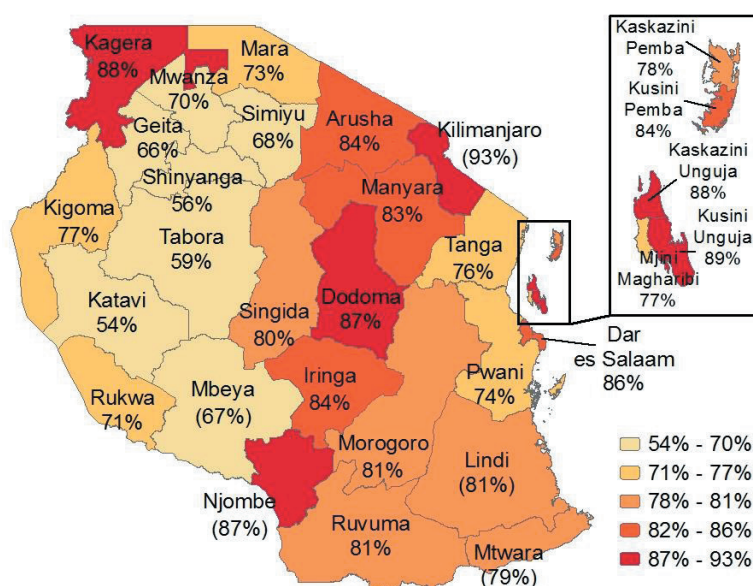 Kagera
88%
Mwanza
70%
Mara
73%
Geita
66%
Simiyu
68%
Shinyanga
56%
Arusha
84%
Kilimanjaro
(93%)
Manyara
83%
Kigoma
77%
Tabora
59%
Tanga
76%
Katavi
54%
Singida
80%
Dodoma
87%
Rukwa
71%
Mbeya
(67%)
Iringa
84%
Pwani
74%
Dar
es Salaam
86%
Morogoro
81%
Lindi
(81%)
Njombe
(87%)
Ruvuma
81%
Mtwara
(79%)
Kaskazini
Pemba
78%
Kusini
Pemba
84%
Kaskazini
Unguja
88%
Kusini
Unguja
89%
Mjini
Magharibi
77%
54% - 70%
71% - 77%
78% - 81%
82% - 86%
87% - 93%